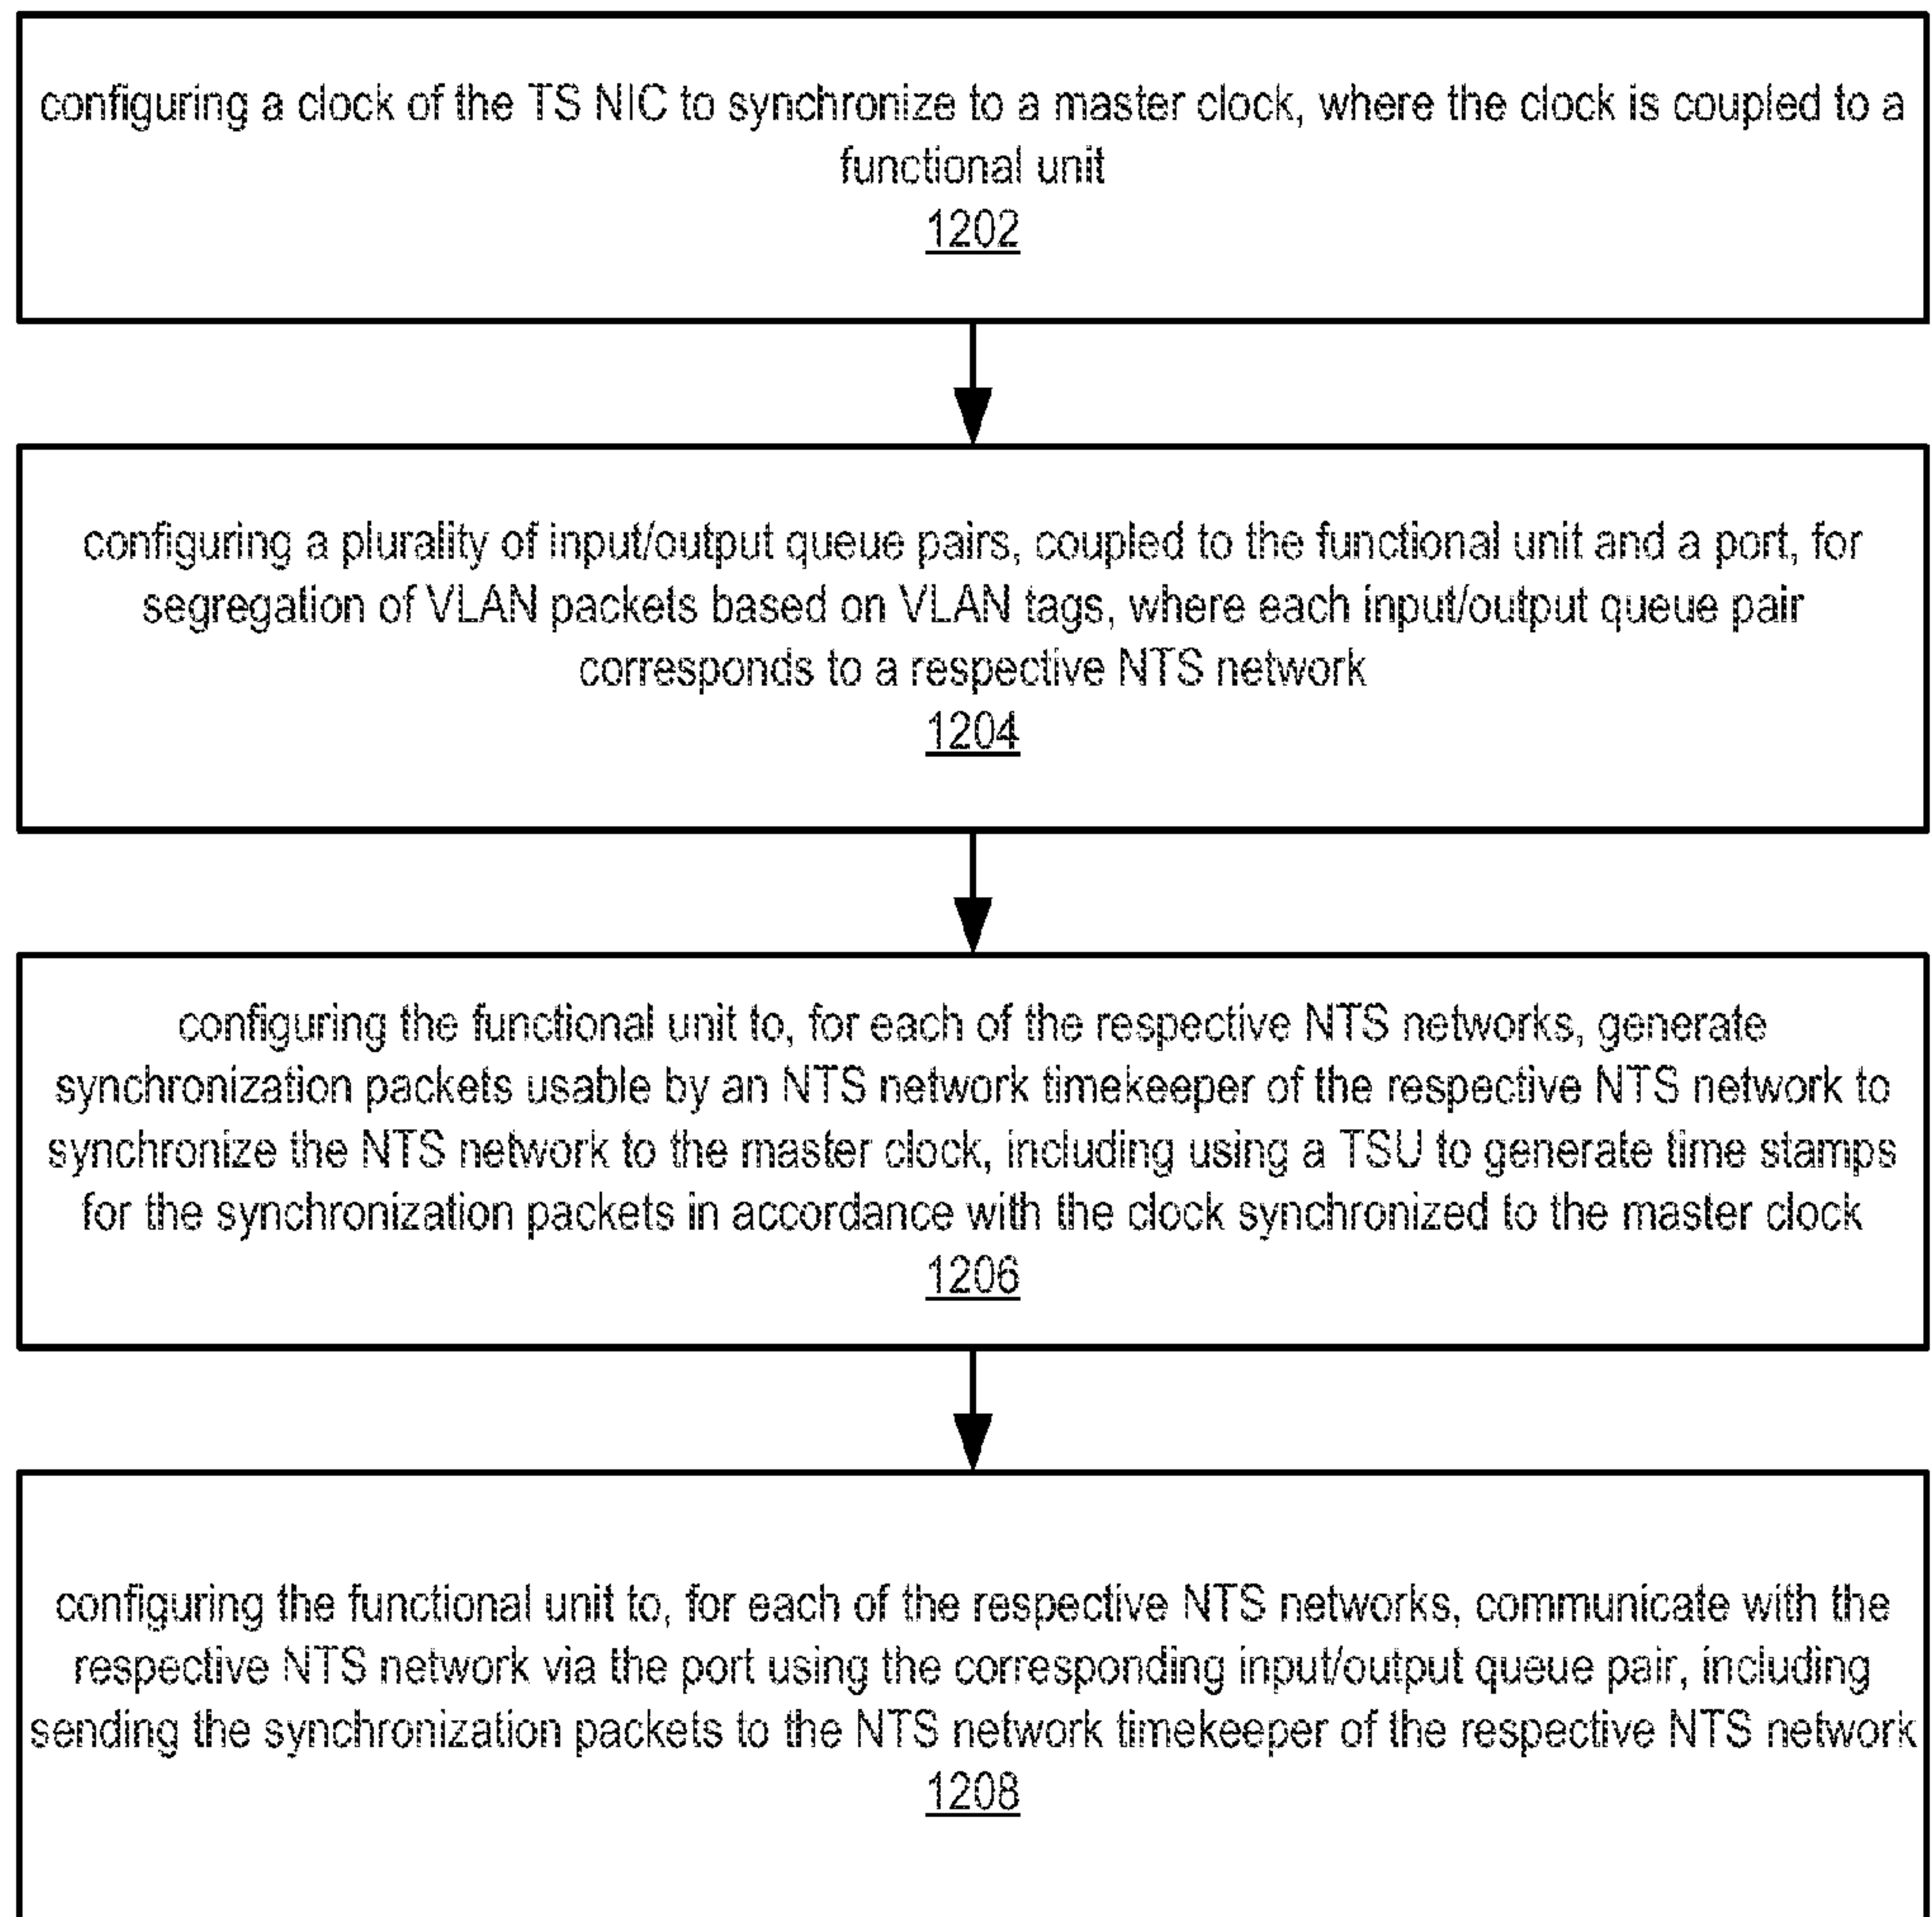 configuring a clock of the TS NIC to synchronize to a master clock, where the clock is coupled to a
functional unit
1202
configuring a plurality of input/output queue pairs, coupled to the functional unit and a port, for
segregation of VLAN packets based on VLAN tags, where each input/output queue pair
corresponds to a respective NTS network
1204
configuring the functional unit to, for each of the respective NTS networks, generate
synchronization packets usable by an NTS network timekeeper of the respective NTS network to
synchronize the NTS network to the master clock, including using a TSU to generate time stamps
for the synchronization packets in accordance with the clock synchronized to the master clock
1206
configuring the functional unit to, for each of the respective NTS networks, communicate with the
respective NTS network via the port using the corresponding input/output queue pair, including
sending the synchronization packets to the NTS network timekeeper of the respective NTS network
1208